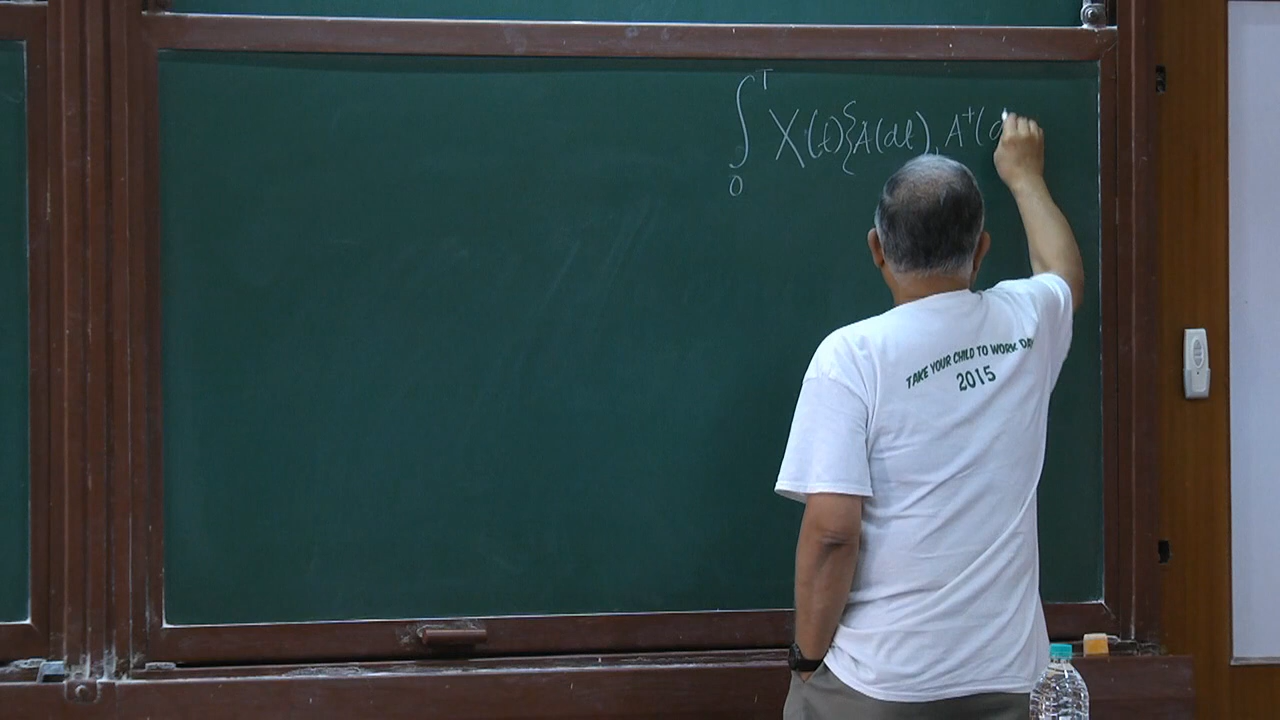 ∫₀ᵀ X(t){A(dt), A⁺(d
TAKE YOUR CHILD TO WORK DAY
2015